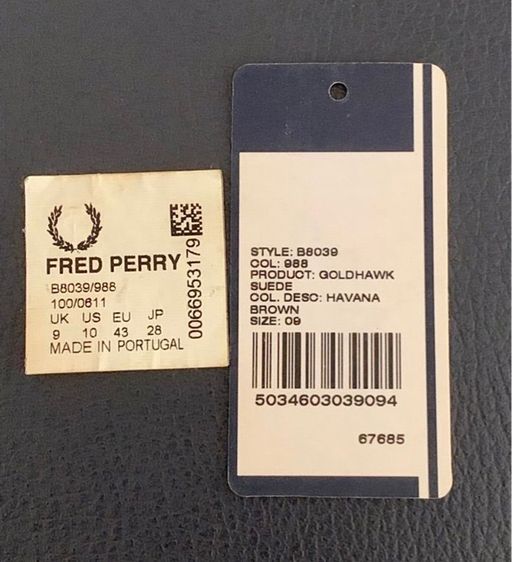 FRED PERRY
B8039/988
100/0611
UK US EU JP
9 10 43 28
MADE IN PORTUGAL
0066953179
STYLE: B8039
COL: 988
PRODUCT: GOLDHAWK
SUEDE
COL. DESC: HAVANA
BROWN
SIZE: 09
5034603039094
67685